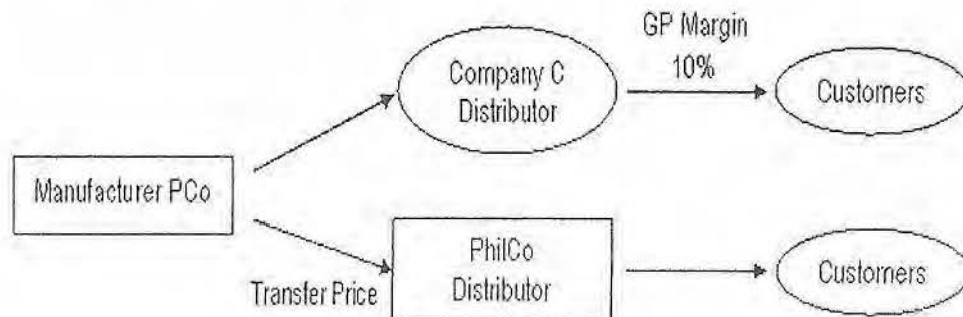 GP Margin
10%
Company C
Distributor
Customers
Manufacturer PCo
PhilCo
Distributor
Transfer Price
Customers